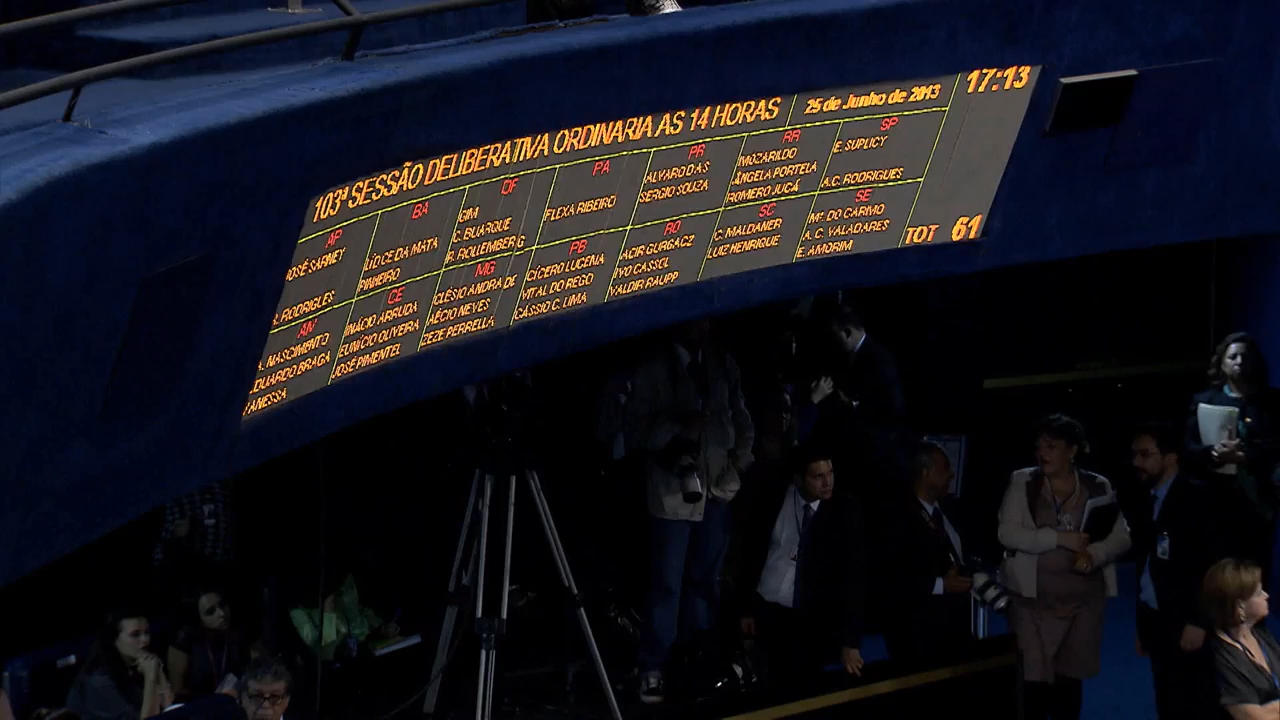 103ª SESSÃO DELIBERATIVA ORDINARIA AS 14 HORAS
25 de Junho de 2013
17:13
AP
JOSÉ SARNEY
RODRIGUES
BA
LÍDICE DA MATA
PINHEIRO
DF
GIM
C. BUARQUE
R. ROLLEMBERG
PA
FLEXA RIBEIRO
PR
ALVARO DIAS
SERGIO SOUZA
RR
MOZARILDO
ÂNGELA PORTELA
ROMERO JUCÁ
SP
E. SUPLICY
A.C. RODRIGUES
AM
A. NASCIMENTO
EDUARDO BRAGA
VANESSA
CE
INÁCIO ARRUDA
EUNÍCIO OLIVEIRA
JOSÉ PIMENTEL
MG
CLÉSIO ANDRADE
AÉCIO NEVES
ZEZE PERRELLA
PB
CÍCERO LUCENA
VITAL DO REGO
CÁSSIO C. LIMA
RO
ACIR GURGACZ
IVO CASSOL
VALDIR RAUPP
SC
C. MALDANER
LUIZ HENRIQUE
SE
Mª. DO CARMO
A. C. VALADARES
E. AMORIM
TOT 61